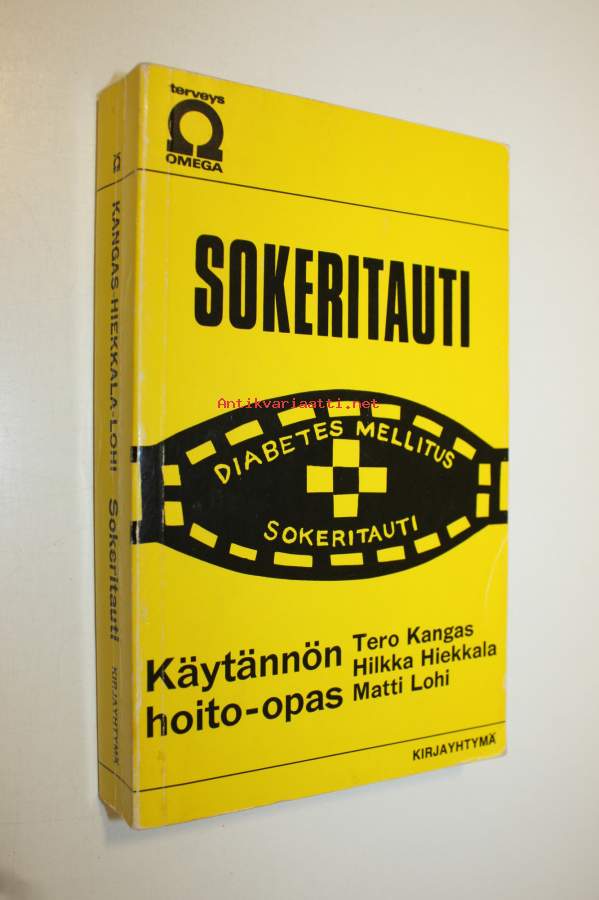 terveys
Ω
OMEGA
SOKERITAUTI
Antikvariaatti.net
DIABETES MELLITUS
SOKERITAUTI
Käytännön
hoito-opas
Tero Kangas
Hilkka Hiekkala
Matti Lohi
KIRJAYHTYMÄ
KANGAS-HIEKKALA-LOHI Sokeritauti KIRJAYHTYMÄ